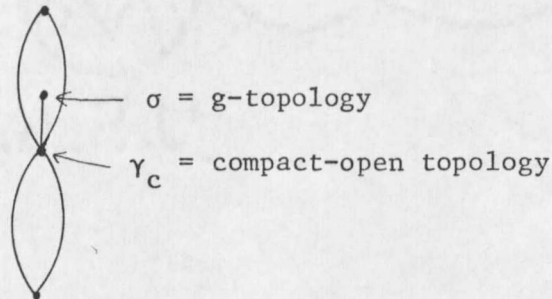 σ = g-topology
γc = compact-open topology